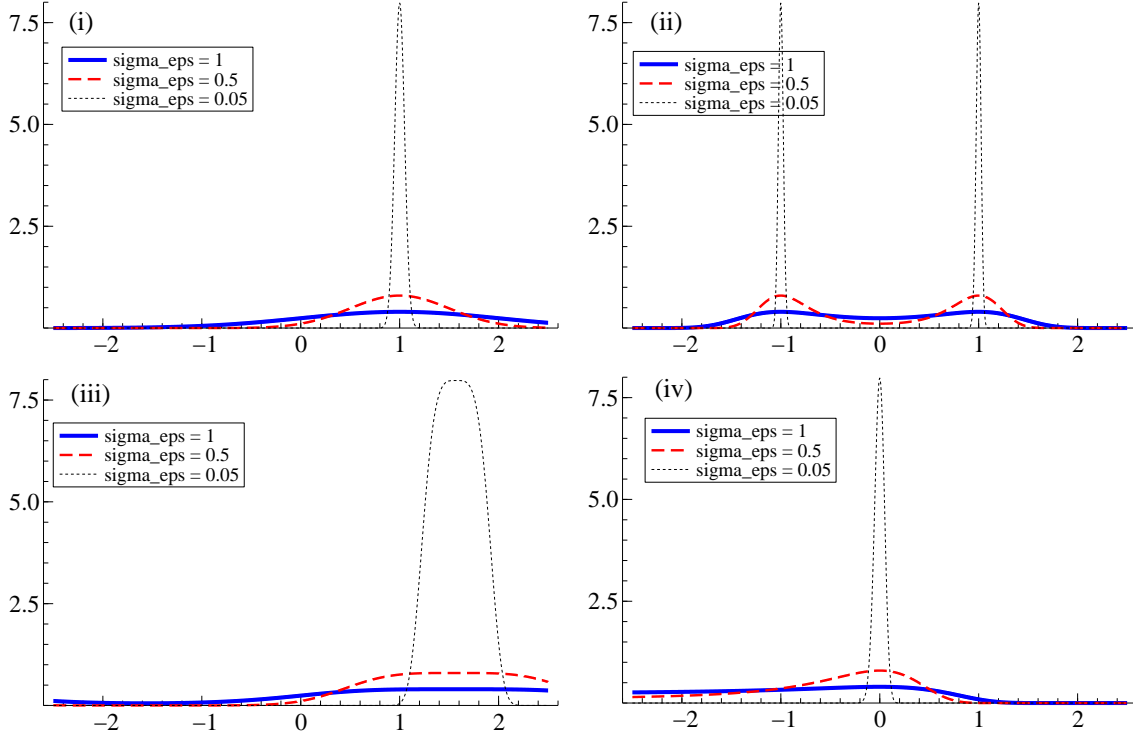 (i)
7.5
5.0
2.5
sigma_eps = 1
sigma_eps = 0.5
sigma_eps = 0.05
−2 −1 0 1 2
(ii)
7.5
5.0
2.5
sigma_eps = 1
sigma_eps = 0.5
sigma_eps = 0.05
−2 −1 0 1 2
(iii)
7.5
5.0
2.5
sigma_eps = 1
sigma_eps = 0.5
sigma_eps = 0.05
−2 −1 0 1 2
(iv)
7.5
5.0
2.5
sigma_eps = 1
sigma_eps = 0.5
sigma_eps = 0.05
−2 −1 0 1 2